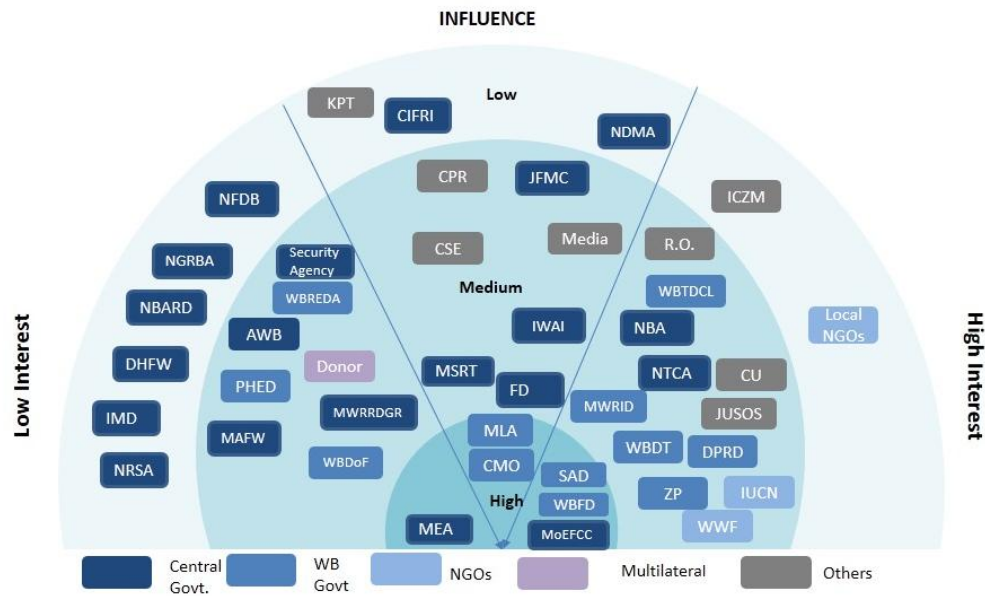 INFLUENCE
Low
KPT
CIFRI
NDMA
CPR
JFMC
NFDB
ICZM
CSE
Media
R.O.
NGRBA
Security
Agency
Medium
WBREDA
WBTDCL
NBARD
AWB
IWAI
NBA
Local
NGOs
Low Interest
High Interest
DHFW
Donor
MSRT
NTCA
CU
PHED
FD
MWRRDGR
MWRID
JUSOS
IMD
MLA
MAFW
WBDT
DPRD
NRSA
WBDoF
CMO
SAD
High
WBFD
ZP
IUCN
MEA
MoEFCC
WWF
Central
Govt.
WB
Govt
NGOs
Multilateral
Others